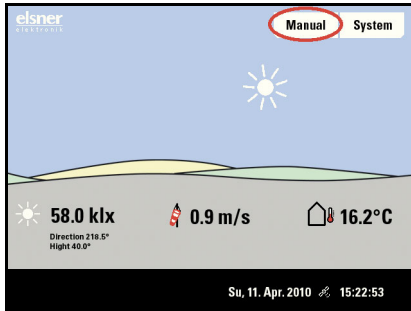 elsner
elektronik
Manual System
58.0 klx 0.9 m/s 16.2°C
Direction 218.5°
Hight 40.0°
Su, 11. Apr. 2010 15:22:53